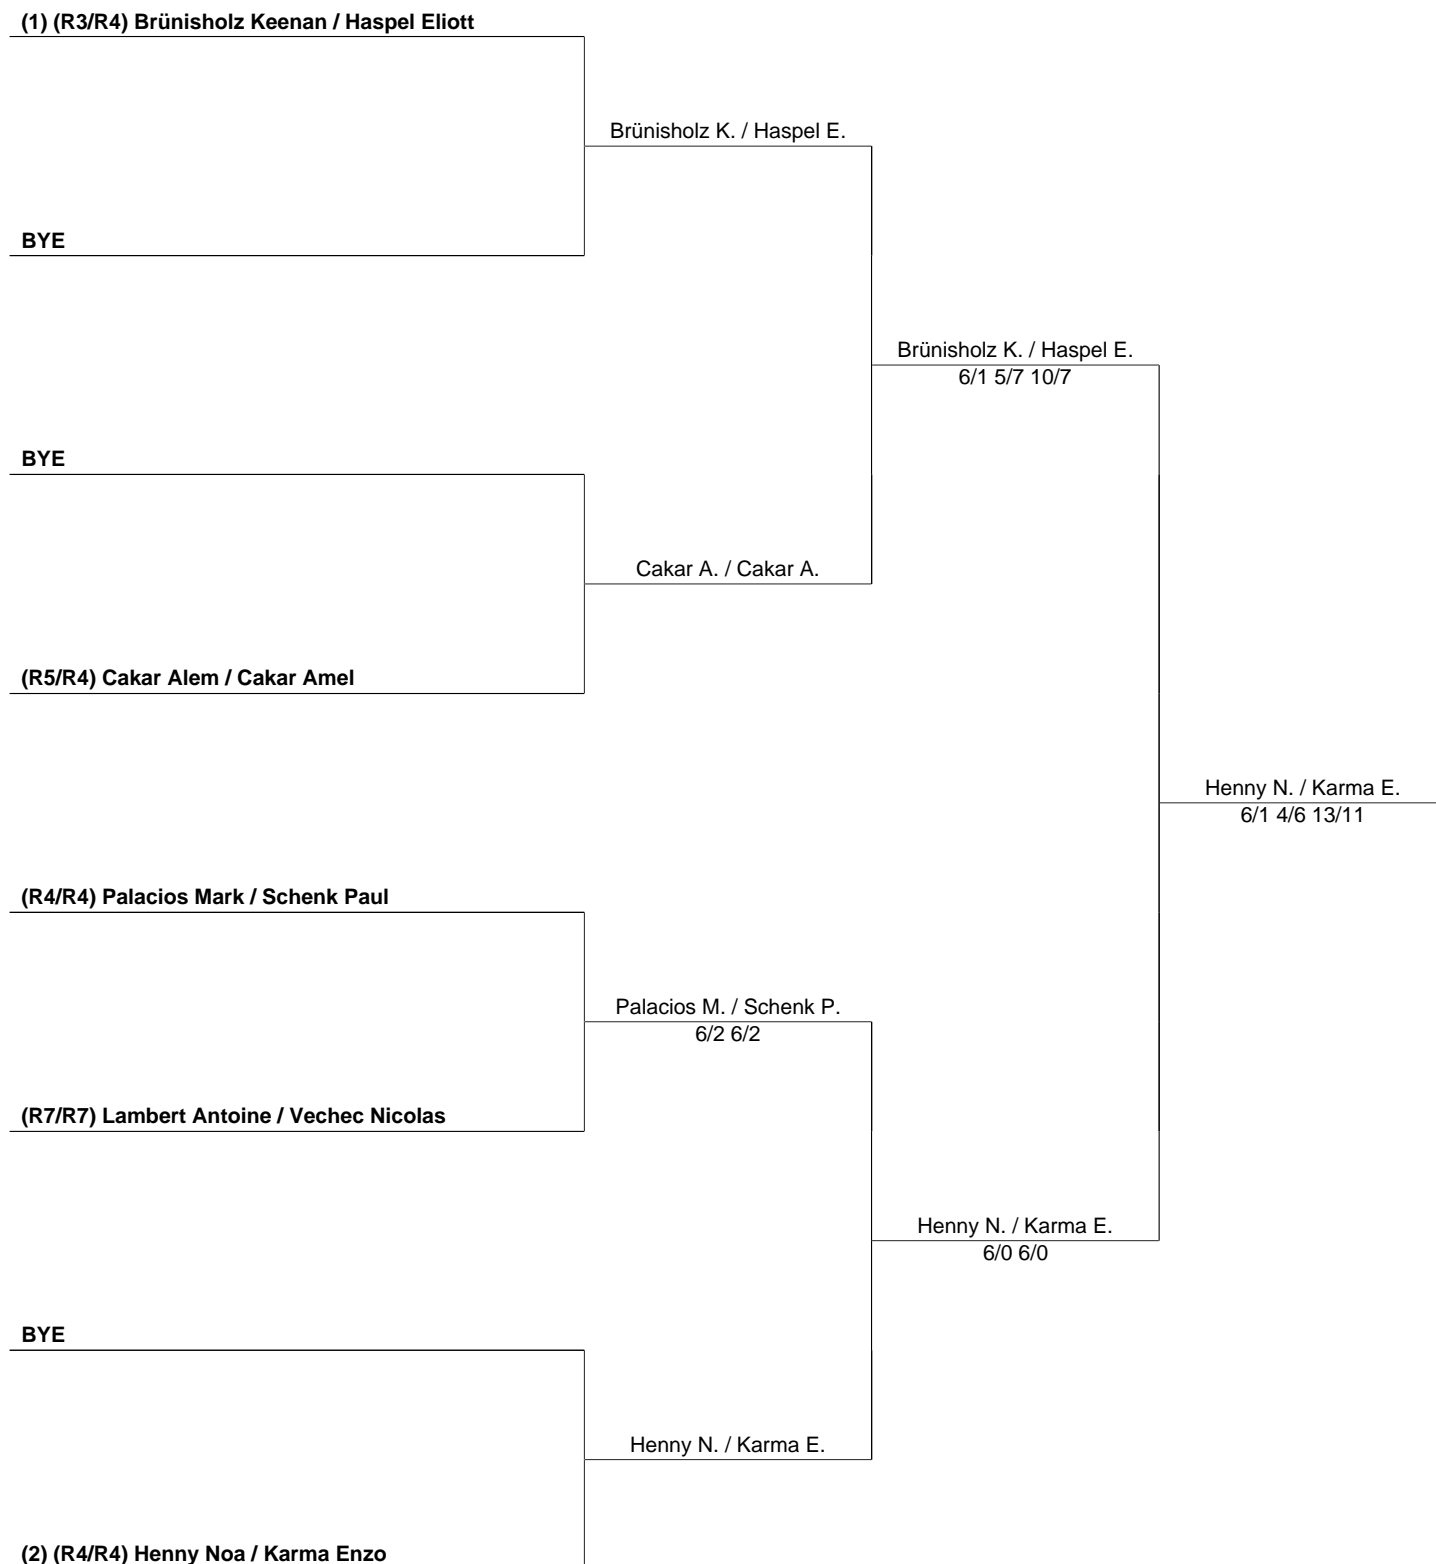 (1) (R3/R4) Brünisholz Keenan / Haspel Eliott
Brünisholz K. / Haspel E.
BYE
Brünisholz K. / Haspel E.
6/1 5/7 10/7
BYE
Cakar A. / Cakar A.
(R5/R4) Cakar Alem / Cakar Amel
Henny N. / Karma E.
6/1 4/6 13/11
(R4/R4) Palacios Mark / Schenk Paul
Palacios M. / Schenk P.
6/2 6/2
(R7/R7) Lambert Antoine / Vechec Nicolas
Henny N. / Karma E.
6/0 6/0
BYE
Henny N. / Karma E.
(2) (R4/R4) Henny Noa / Karma Enzo